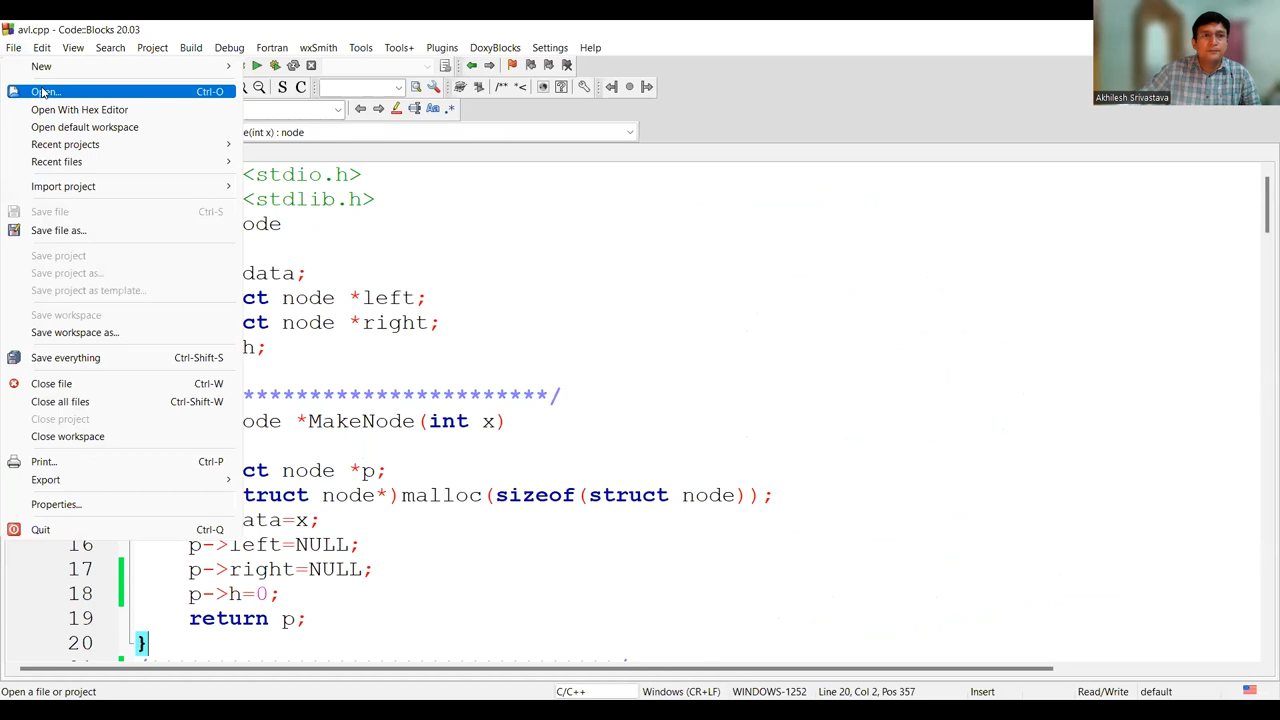 avl.cpp - Code::Blocks 20.03
File Edit View Search Project Build Debug Fortran wxSmith Tools Tools+ Plugins DoxyBlocks Settings Help
New
Open... Ctrl-O
Open With Hex Editor
Open default workspace
Recent projects
Recent files
Import project
Save file Ctrl-S
Save file as...
Save project
Save project as...
Save project as template...
Save workspace
Save workspace as...
Save everything Ctrl-Shift-S
Close file Ctrl-W
Close all files Ctrl-Shift-W
Close project
Close workspace
Print... Ctrl-P
Export
Properties...
Quit Ctrl-Q
Akhilesh Srivastava
S C
/** *<
Aa .*
e(int x) : node
<stdio.h>
<stdlib.h>
ode
data;
ct node *left;
ct node *right;
h;
***********************/
ode *MakeNode(int x)
ct node *p;
truct node*)malloc(sizeof(struct node));
ata=x;
16 p->left=NULL;
17 p->right=NULL;
18 p->h=0;
19 return p;
20 }
Open a file or project C/C++ Windows (CR+LF) WINDOWS-1252 Line 20, Col 2, Pos 357 Insert Read/Write default